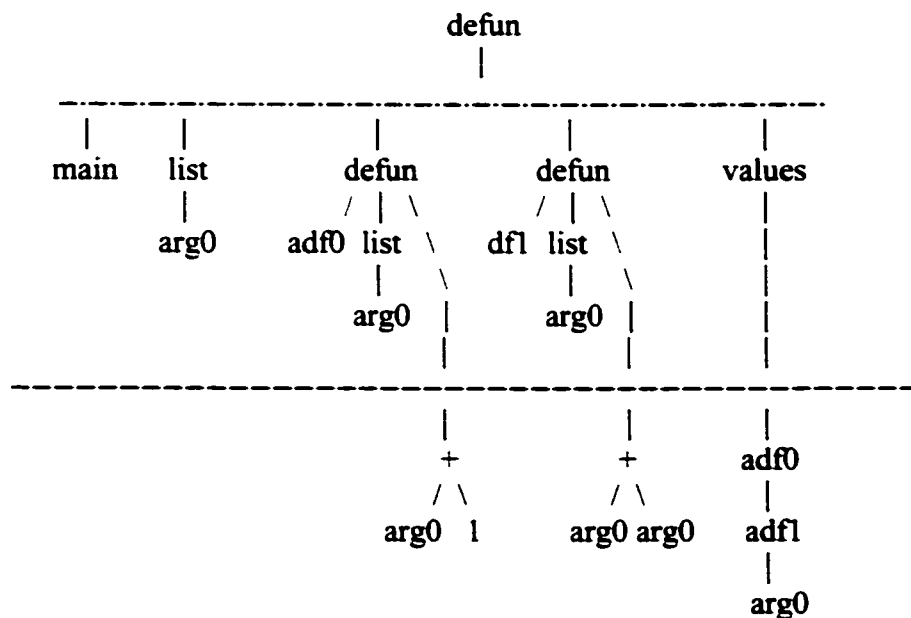 defun
main list defun defun values
arg0 adf0 list df1 list
arg0 arg0
+ + adf0
arg0 1 arg0 arg0 adf1
arg0